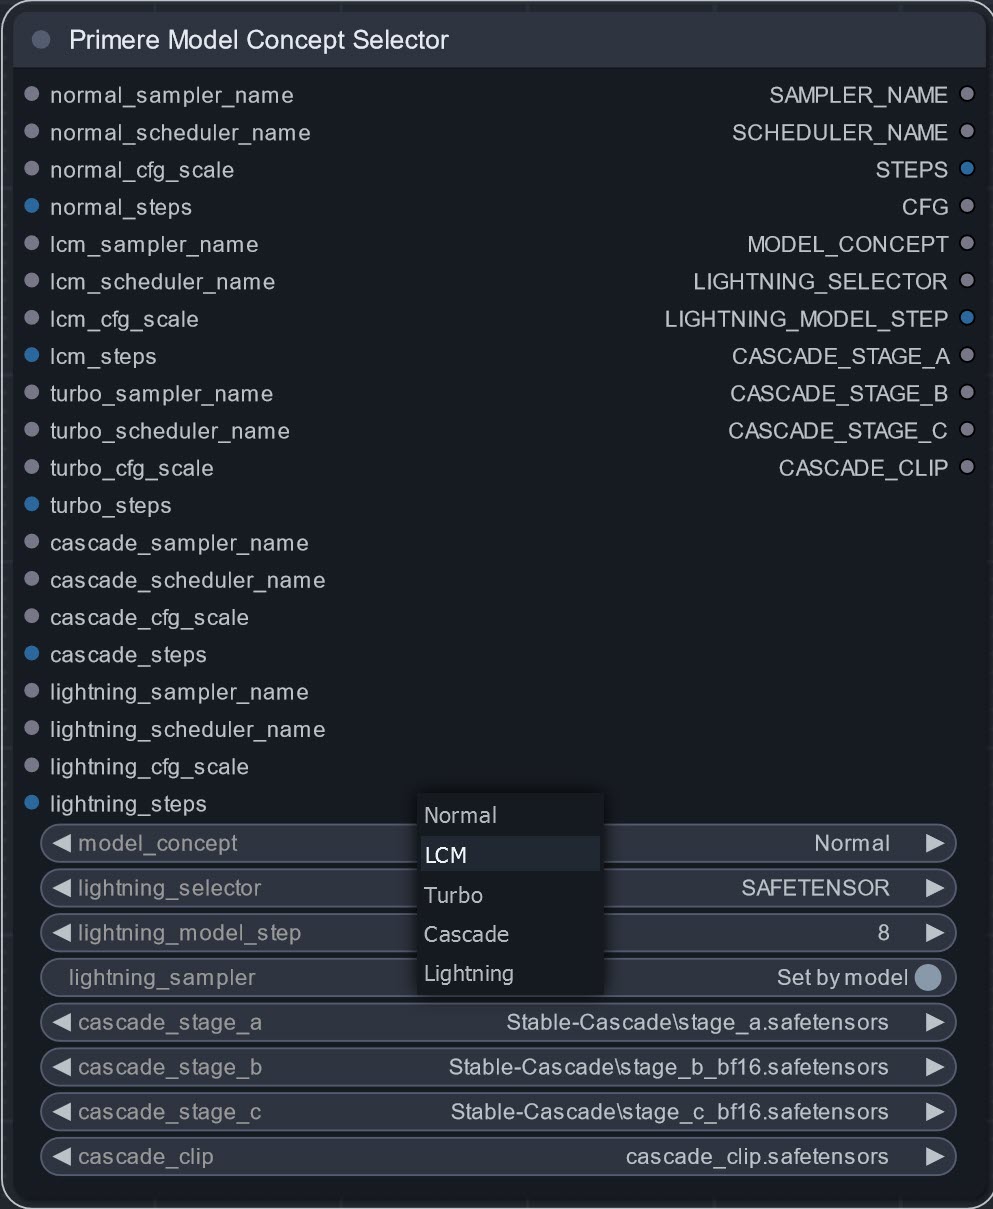 Primere Model Concept Selector
normal_sampler_name SAMPLER_NAME
normal_scheduler_name SCHEDULER_NAME
normal_cfg_scale STEPS
normal_steps CFG
lcm_sampler_name MODEL_CONCEPT
lcm_scheduler_name LIGHTNING_SELECTOR
lcm_cfg_scale LIGHTNING_MODEL_STEP
lcm_steps CASCADE_STAGE_A
turbo_sampler_name CASCADE_STAGE_B
turbo_scheduler_name CASCADE_STAGE_C
turbo_cfg_scale CASCADE_CLIP
turbo_steps
cascade_sampler_name
cascade_scheduler_name
cascade_cfg_scale
cascade_steps
lightning_sampler_name
lightning_scheduler_name
lightning_cfg_scale
lightning_steps
Normal
LCM
Turbo
Cascade
Lightning
model_concept Normal
lightning_selector SAFETENSOR
lightning_model_step 8
lightning_sampler Set by model
cascade_stage_a Stable-Cascade\stage_a.safetensors
cascade_stage_b Stable-Cascade\stage_b_bf16.safetensors
cascade_stage_c Stable-Cascade\stage_c_bf16.safetensors
cascade_clip cascade_clip.safetensors